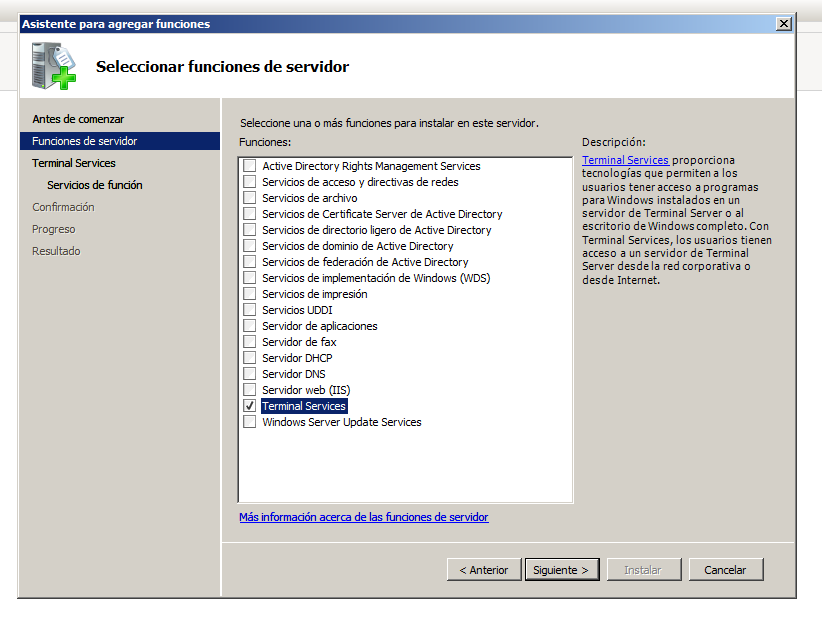 Asistente para agregar funciones
Seleccionar funciones de servidor
Antes de comenzar
Funciones de servidor
Terminal Services
Servicios de función
Confirmación
Progreso
Resultado
Seleccione una o más funciones para instalar en este servidor.
Funciones:
Active Directory Rights Management Services
Servicios de acceso y directivas de redes
Servicios de archivo
Servicios de Certificate Server de Active Directory
Servicios de directorio ligero de Active Directory
Servicios de dominio de Active Directory
Servicios de federación de Active Directory
Servicios de implementación de Windows (WDS)
Servicios de impresión
Servicios UDDI
Servidor de aplicaciones
Servidor de fax
Servidor DHCP
Servidor DNS
Servidor web (IIS)
Terminal Services
Windows Server Update Services
Más información acerca de las funciones de servidor
Descripción:
Terminal Services proporciona
tecnologías que permiten a los
usuarios tener acceso a programas
para Windows instalados en un
servidor de Terminal Server o al
escritorio de Windows completo. Con
Terminal Services, los usuarios tienen
acceso a un servidor de Terminal
Server desde la red corporativa o
desde Internet.
< Anterior
Siguiente >
Instalar
Cancelar